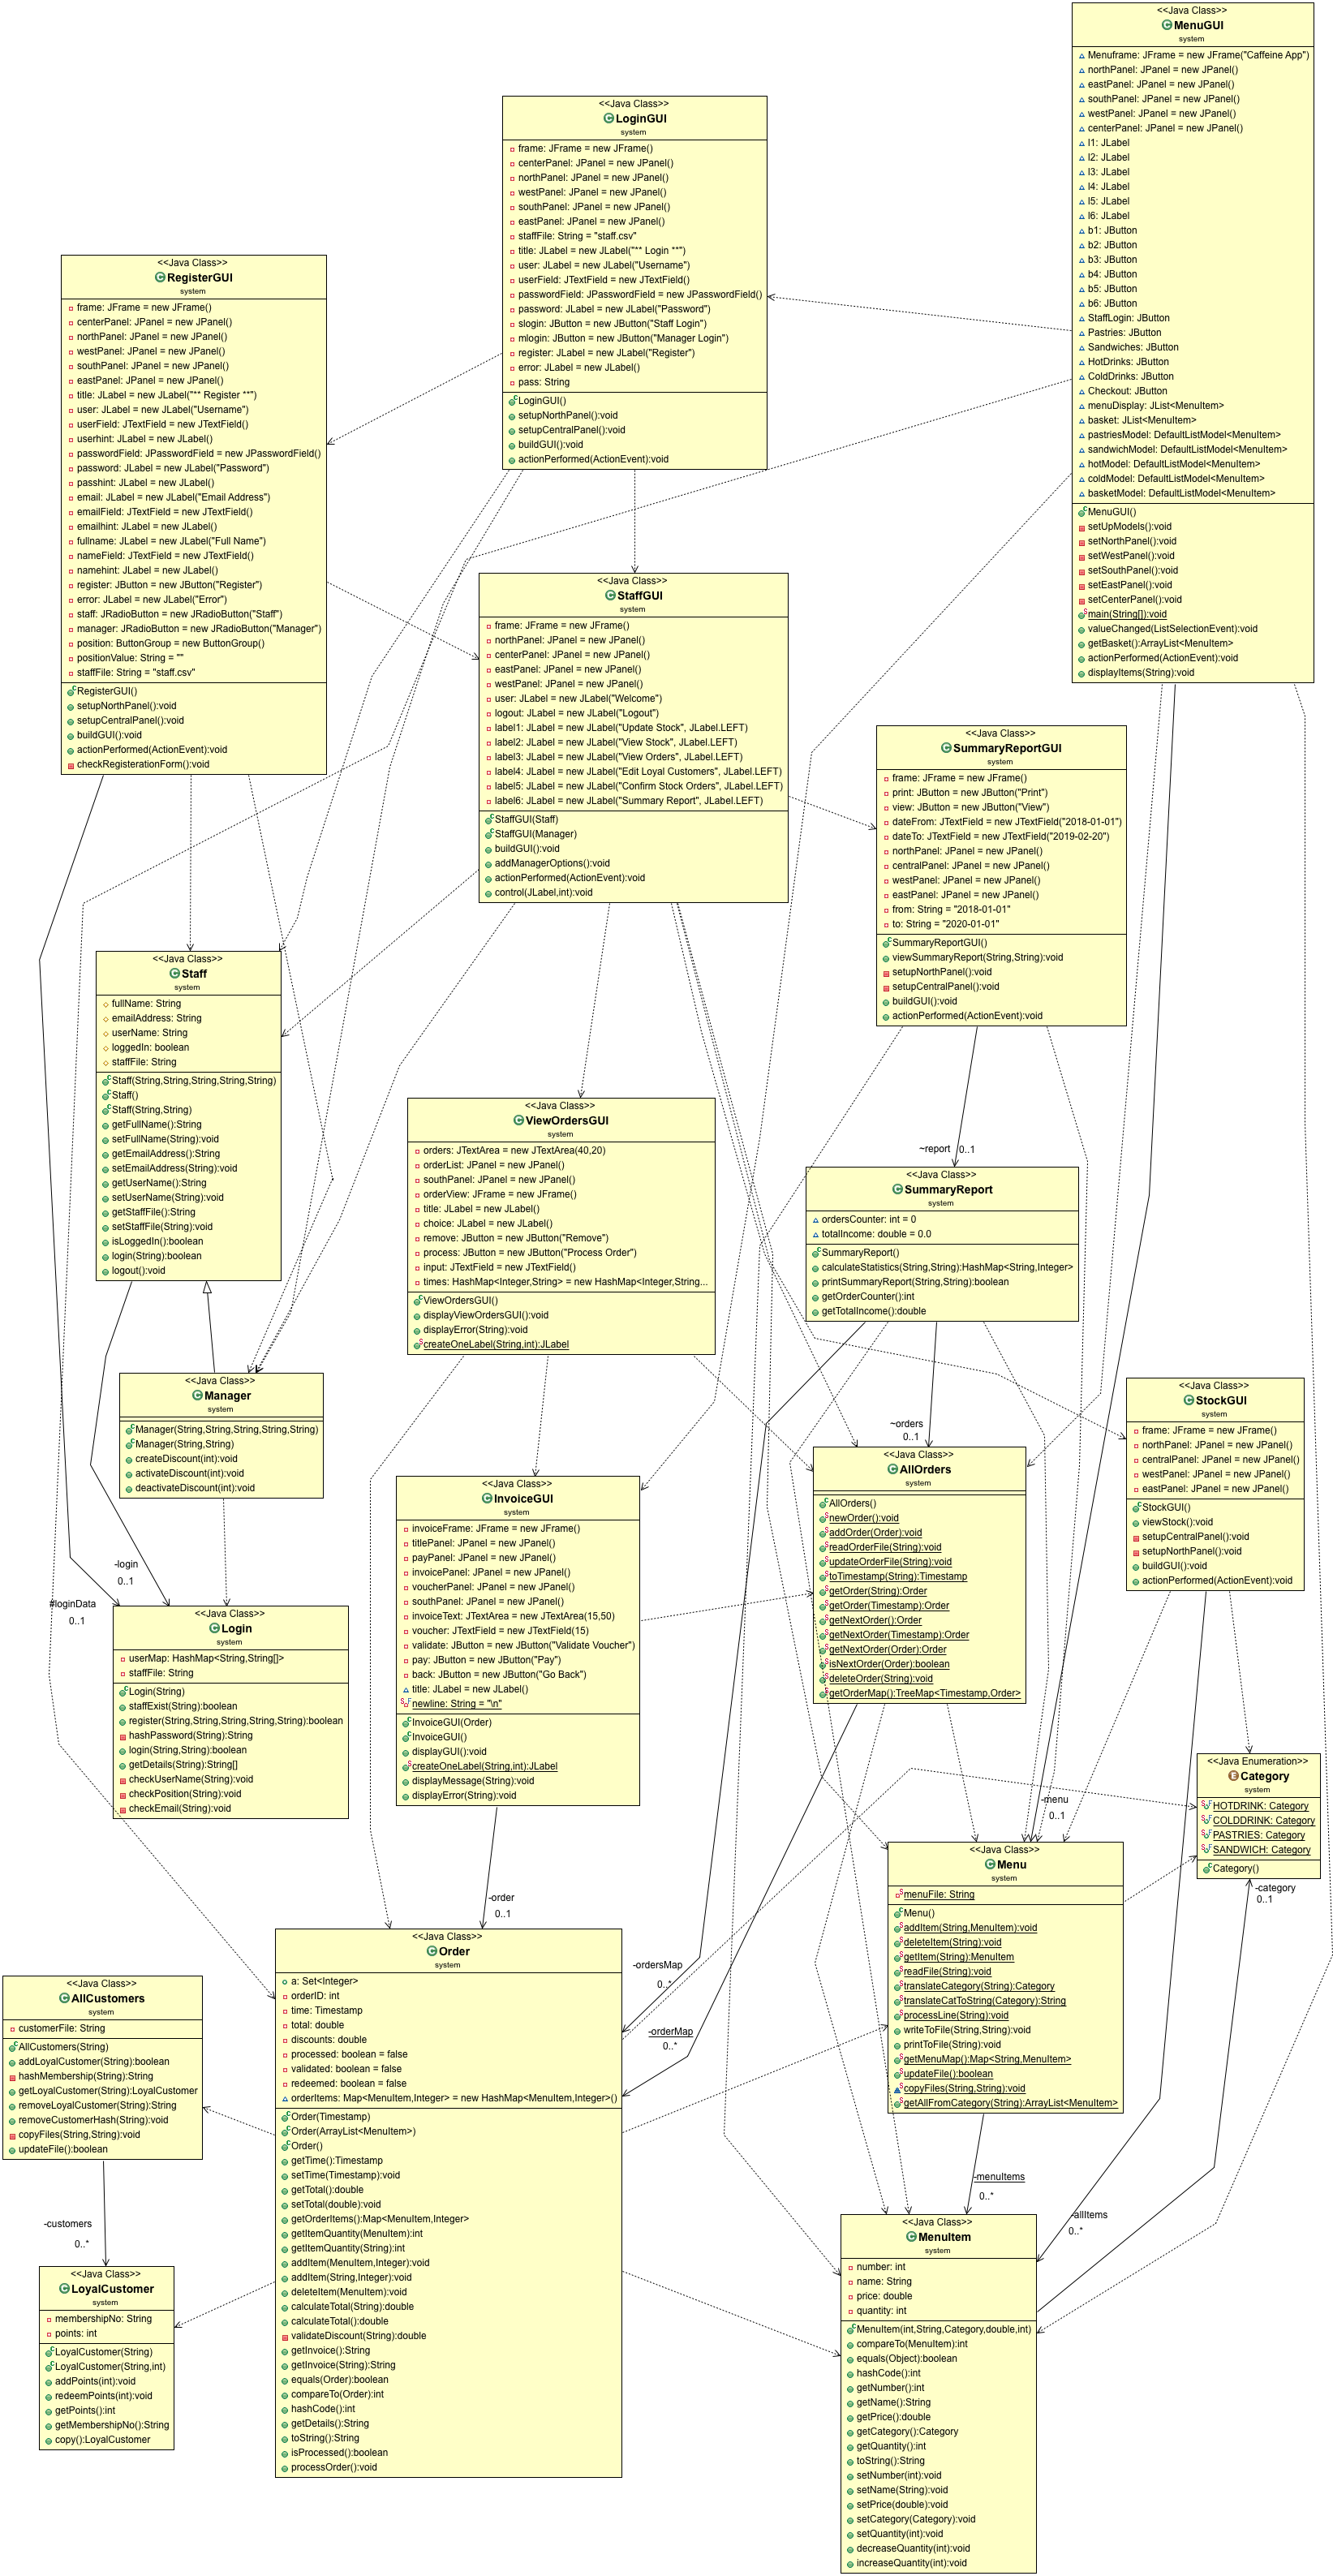 <<Java Class>>
MenuGUI
system
Menuframe: JFrame = new JFrame("Caffeine App")
northPanel: JPanel = new JPanel()
eastPanel: JPanel = new JPanel()
southPanel: JPanel = new JPanel()
westPanel: JPanel = new JPanel()
centerPanel: JPanel = new JPanel()
l1: JLabel
l2: JLabel
l3: JLabel
l4: JLabel
l5: JLabel
l6: JLabel
b1: JButton
b2: JButton
b3: JButton
b4: JButton
b5: JButton
b6: JButton
StaffLogin: JButton
Pastries: JButton
Sandwiches: JButton
HotDrinks: JButton
ColdDrinks: JButton
Checkout: JButton
menuDisplay: JList<MenuItem>
basket: JList<MenuItem>
pastriesModel: DefaultListModel<MenuItem>
sandwichModel: DefaultListModel<MenuItem>
hotModel: DefaultListModel<MenuItem>
coldModel: DefaultListModel<MenuItem>
basketModel: DefaultListModel<MenuItem>
MenuGUI()
setUpModels():void
setNorthPanel():void
setWestPanel():void
setSouthPanel():void
setEastPanel():void
setCenterPanel():void
main(String[]):void
valueChanged(ListSelectionEvent):void
getBasket():ArrayList<MenuItem>
actionPerformed(ActionEvent):void
displayItems(String):void
<<Java Class>>
LoginGUI
system
frame: JFrame = new JFrame()
centerPanel: JPanel = new JPanel()
northPanel: JPanel = new JPanel()
westPanel: JPanel = new JPanel()
southPanel: JPanel = new JPanel()
eastPanel: JPanel = new JPanel()
staffFile: String = "staff.csv"
title: JLabel = new JLabel("** Login **")
user: JLabel = new JLabel("Username")
userField: JTextField = new JTextField()
passwordField: JPasswordField = new JPasswordField()
password: JLabel = new JLabel("Password")
slogin: JButton = new JButton("Staff Login")
mlogin: JButton = new JButton("Manager Login")
register: JLabel = new JLabel("Register")
error: JLabel = new JLabel()
pass: String
LoginGUI()
setupNorthPanel():void
setupCentralPanel():void
buildGUI():void
actionPerformed(ActionEvent):void
<<Java Class>>
RegisterGUI
system
frame: JFrame = new JFrame()
centerPanel: JPanel = new JPanel()
northPanel: JPanel = new JPanel()
westPanel: JPanel = new JPanel()
southPanel: JPanel = new JPanel()
eastPanel: JPanel = new JPanel()
title: JLabel = new JLabel("** Register **")
user: JLabel = new JLabel("Username")
userField: JTextField = new JTextField()
userhint: JLabel = new JLabel()
passwordField: JPasswordField = new JPasswordField()
password: JLabel = new JLabel("Password")
passhint: JLabel = new JLabel()
email: JLabel = new JLabel("Email Address")
emailField: JTextField = new JTextField()
emailhint: JLabel = new JLabel()
fullname: JLabel = new JLabel("Full Name")
nameField: JTextField = new JTextField()
namehint: JLabel = new JLabel()
register: JButton = new JButton("Register")
error: JLabel = new JLabel("Error")
staff: JRadioButton = new JRadioButton("Staff")
manager: JRadioButton = new JRadioButton("Manager")
position: ButtonGroup = new ButtonGroup()
positionValue: String = ""
staffFile: String = "staff.csv"
RegisterGUI()
setupNorthPanel():void
setupCentralPanel():void
buildGUI():void
actionPerformed(ActionEvent):void
checkRegisterationForm():void
<<Java Class>>
StaffGUI
system
frame: JFrame = new JFrame()
northPanel: JPanel = new JPanel()
centerPanel: JPanel = new JPanel()
eastPanel: JPanel = new JPanel()
westPanel: JPanel = new JPanel()
user: JLabel = new JLabel("Welcome")
logout: JLabel = new JLabel("Logout")
label1: JLabel = new JLabel("Update Stock", JLabel.LEFT)
label2: JLabel = new JLabel("View Stock", JLabel.LEFT)
label3: JLabel = new JLabel("View Orders", JLabel.LEFT)
label4: JLabel = new JLabel("Edit Loyal Customers", JLabel.LEFT)
label5: JLabel = new JLabel("Confirm Stock Orders", JLabel.LEFT)
label6: JLabel = new JLabel("Summary Report", JLabel.LEFT)
StaffGUI(Staff)
StaffGUI(Manager)
buildGUI():void
addManagerOptions():void
actionPerformed(ActionEvent):void
control(JLabel,int):void
<<Java Class>>
SummaryReportGUI
system
frame: JFrame = new JFrame()
print: JButton = new JButton("Print")
view: JButton = new JButton("View")
dateFrom: JTextField = new JTextField("2018-01-01")
dateTo: JTextField = new JTextField("2019-02-20")
northPanel: JPanel = new JPanel()
centralPanel: JPanel = new JPanel()
westPanel: JPanel = new JPanel()
eastPanel: JPanel = new JPanel()
from: String = "2018-01-01"
to: String = "2020-01-01"
SummaryReportGUI()
viewSummaryReport(String,String):void
setupNorthPanel():void
setupCentralPanel():void
buildGUI():void
actionPerformed(ActionEvent):void
<<Java Class>>
Staff
system
fullName: String
emailAddress: String
userName: String
loggedIn: boolean
staffFile: String
Staff(String,String,String,String,String)
Staff()
Staff(String,String)
getFullName():String
setFullName(String):void
getEmailAddress():String
setEmailAddress(String):void
getUserName():String
setUserName(String):void
getStaffFile():String
setStaffFile(String):void
isLoggedIn():boolean
login(String):boolean
logout():void
<<Java Class>>
ViewOrdersGUI
system
orders: JTextArea = new JTextArea(40,20)
orderList: JPanel = new JPanel()
southPanel: JPanel = new JPanel()
orderView: JFrame = new JFrame()
title: JLabel = new JLabel()
choice: JLabel = new JLabel()
remove: JButton = new JButton("Remove")
process: JButton = new JButton("Process Order")
input: JTextField = new JTextField()
times: HashMap<Integer,String> = new HashMap<Integer,String...
ViewOrdersGUI()
displayViewOrdersGUI():void
displayError(String):void
createOneLabel(String,int):JLabel
~report
0..1
<<Java Class>>
SummaryReport
system
ordersCounter: int = 0
totalIncome: double = 0.0
SummaryReport()
calculateStatistics(String,String):HashMap<String,Integer>
printSummaryReport(String,String):boolean
getOrderCounter():int
getTotalIncome():double
<<Java Class>>
Manager
system
Manager(String,String,String,String,String)
Manager(String,String)
createDiscount(int):void
activateDiscount(int):void
deactivateDiscount(int):void
<<Java Class>>
StockGUI
system
frame: JFrame = new JFrame()
northPanel: JPanel = new JPanel()
centralPanel: JPanel = new JPanel()
westPanel: JPanel = new JPanel()
eastPanel: JPanel = new JPanel()
StockGUI()
viewStock():void
setupCentralPanel():void
setupNorthPanel():void
buildGUI():void
actionPerformed(ActionEvent):void
~orders
0..1
<<Java Class>>
AllOrders
system
AllOrders()
newOrder():void
addOrder(Order):void
readOrderFile(String):void
updateOrderFile(String):void
toTimestamp(String):Timestamp
getOrder(String):Order
getOrder(Timestamp):Order
getNextOrder():Order
getNextOrder(Timestamp):Order
getNextOrder(Order):Order
isNextOrder(Order):boolean
deleteOrder(String):void
getOrderMap():TreeMap<Timestamp,Order>
<<Java Class>>
InvoiceGUI
system
invoiceFrame: JFrame = new JFrame()
titlePanel: JPanel = new JPanel()
payPanel: JPanel = new JPanel()
invoicePanel: JPanel = new JPanel()
voucherPanel: JPanel = new JPanel()
southPanel: JPanel = new JPanel()
invoiceText: JTextArea = new JTextArea(15,50)
voucher: JTextField = new JTextField(15)
validate: JButton = new JButton("Validate Voucher")
pay: JButton = new JButton("Pay")
back: JButton = new JButton("Go Back")
title: JLabel = new JLabel()
newline: String = "\n"
InvoiceGUI(Order)
InvoiceGUI()
displayGUI():void
createOneLabel(String,int):JLabel
displayMessage(String):void
displayError(String):void
-login
0..1
#loginData
0..1
<<Java Class>>
Login
system
userMap: HashMap<String,String[]>
staffFile: String
Login(String)
staffExist(String):boolean
register(String,String,String,String,String):boolean
hashPassword(String):String
login(String,String):boolean
getDetails(String):String[]
checkUserName(String):void
checkPosition(String):void
checkEmail(String):void
<<Java Enumeration>>
Category
system
HOTDRINK: Category
COLDDRINK: Category
PASTRIES: Category
SANDWICH: Category
Category()
-menu
0..1
-category
0..1
<<Java Class>>
Menu
system
menuFile: String
Menu()
addItem(String,MenuItem):void
deleteItem(String):void
getItem(String):MenuItem
readFile(String):void
translateCategory(String):Category
translateCatToString(Category):String
processLine(String):void
writeToFile(String,String):void
printToFile(String):void
getMenuMap():Map<String,MenuItem>
updateFile():boolean
copyFiles(String,String):void
getAllFromCategory(String):ArrayList<MenuItem>
-order
0..1
-ordersMap
0..*
-orderMap
0..*
<<Java Class>>
Order
system
a: Set<Integer>
orderID: int
time: Timestamp
total: double
discounts: double
processed: boolean = false
validated: boolean = false
redeemed: boolean = false
orderItems: Map<MenuItem,Integer> = new HashMap<MenuItem,Integer>()
Order(Timestamp)
Order(ArrayList<MenuItem>)
Order()
getTime():Timestamp
setTime(Timestamp):void
getTotal():double
setTotal(double):void
getOrderItems():Map<MenuItem,Integer>
getItemQuantity(MenuItem):int
getItemQuantity(String):int
addItem(MenuItem,Integer):void
addItem(String,Integer):void
deleteItem(MenuItem):void
calculateTotal(String):double
calculateTotal():double
validateDiscount(String):double
getInvoice():String
getInvoice(String):String
equals(Order):boolean
compareTo(Order):int
hashCode():int
getDetails():String
toString():String
isProcessed():boolean
processOrder():void
<<Java Class>>
AllCustomers
system
customerFile: String
AllCustomers(String)
addLoyalCustomer(String):boolean
hashMembership(String):String
getLoyalCustomer(String):LoyalCustomer
removeLoyalCustomer(String):String
removeCustomerHash(String):void
copyFiles(String,String):void
updateFile():boolean
-customers
0..*
<<Java Class>>
LoyalCustomer
system
membershipNo: String
points: int
LoyalCustomer(String)
LoyalCustomer(String,int)
addPoints(int):void
redeemPoints(int):void
getPoints():int
getMembershipNo():String
copy():LoyalCustomer
-menuItems
0..*
-allItems
0..*
<<Java Class>>
MenuItem
system
number: int
name: String
price: double
quantity: int
MenuItem(int,String,Category,double,int)
compareTo(MenuItem):int
equals(Object):boolean
hashCode():int
getNumber():int
getName():String
getPrice():double
getCategory():Category
getQuantity():int
toString():String
setNumber(int):void
setName(String):void
setPrice(double):void
setCategory(Category):void
setQuantity(int):void
decreaseQuantity(int):void
increaseQuantity(int):void